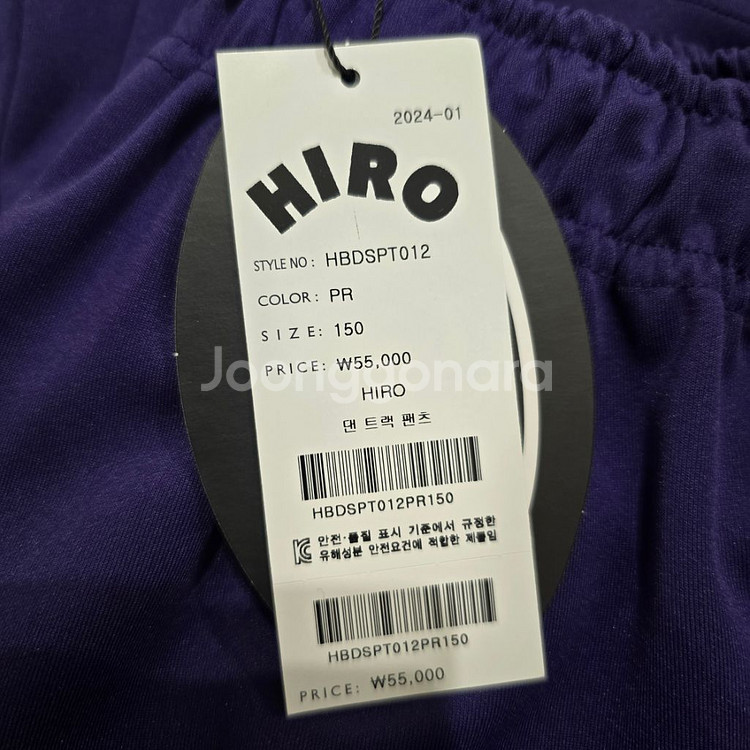 2024-01
HIRO
STYLE NO : HBDSPT012
COLOR : PR
SIZE: 150
PRICE: ₩55,000
Joonggonara
HIRO
댄 트랙 팬츠
HBDSPT012PR150
안전·품질 표시 기준에서 규정한
유해성분 안전요건에 적합한 제품임
HBDSPT012PR150
PRICE: ₩55,000